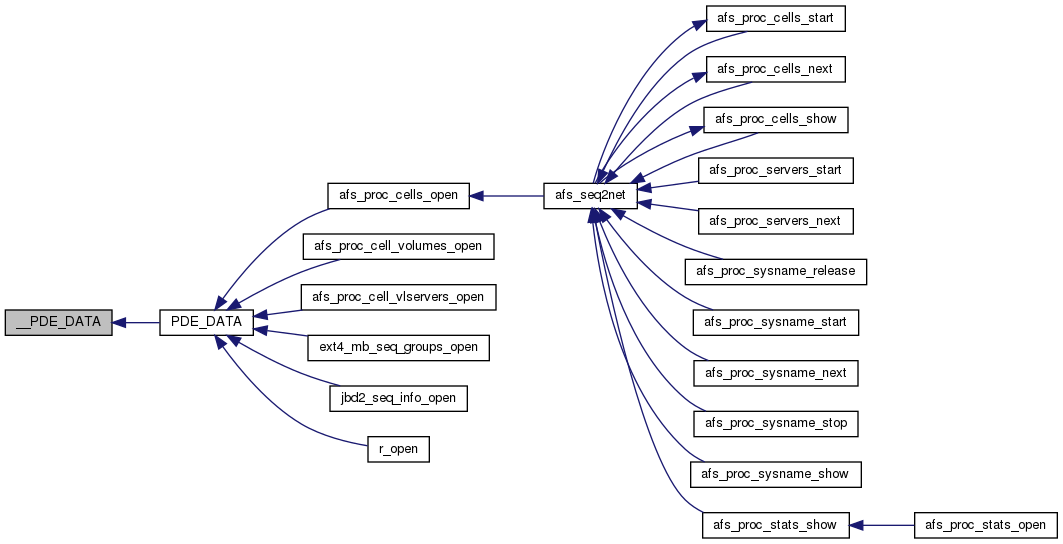 __PDE_DATA
PDE_DATA
afs_proc_cells_open
afs_proc_cell_volumes_open
afs_proc_cell_vlservers_open
ext4_mb_seq_groups_open
jbd2_seq_info_open
r_open
afs_seq2net
afs_proc_cells_start
afs_proc_cells_next
afs_proc_cells_show
afs_proc_servers_start
afs_proc_servers_next
afs_proc_sysname_release
afs_proc_sysname_start
afs_proc_sysname_next
afs_proc_sysname_stop
afs_proc_sysname_show
afs_proc_stats_show
afs_proc_stats_open